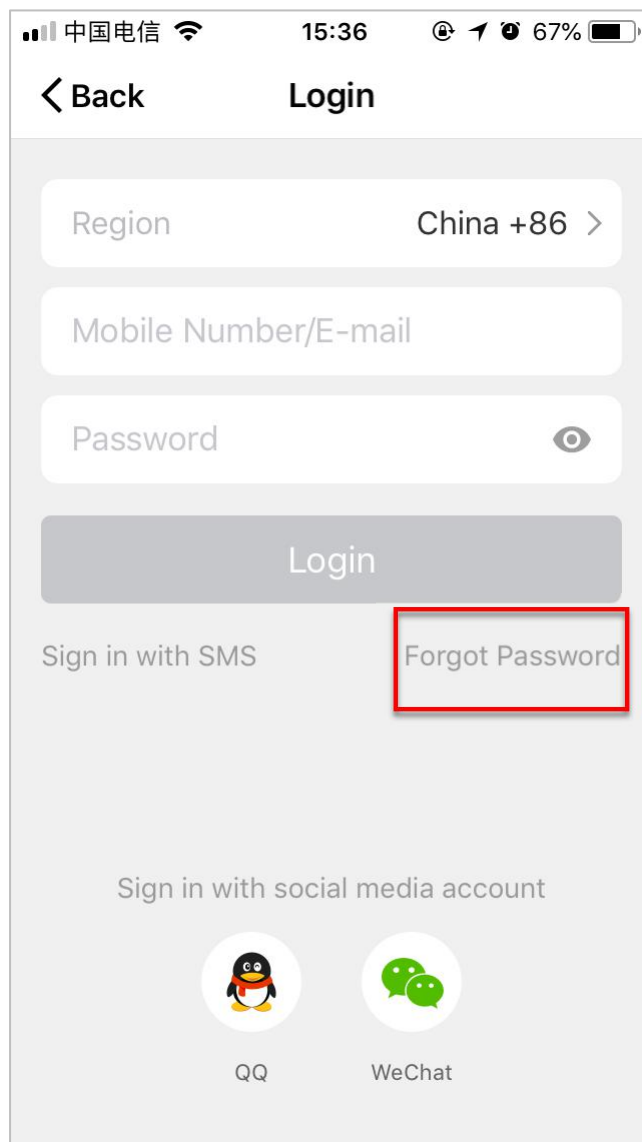 中国电信 15:36 67%
Back Login
Region China +86
Mobile Number/E-mail
Password
Login
Sign in with SMS Forgot Password
Sign in with social media account
QQ WeChat